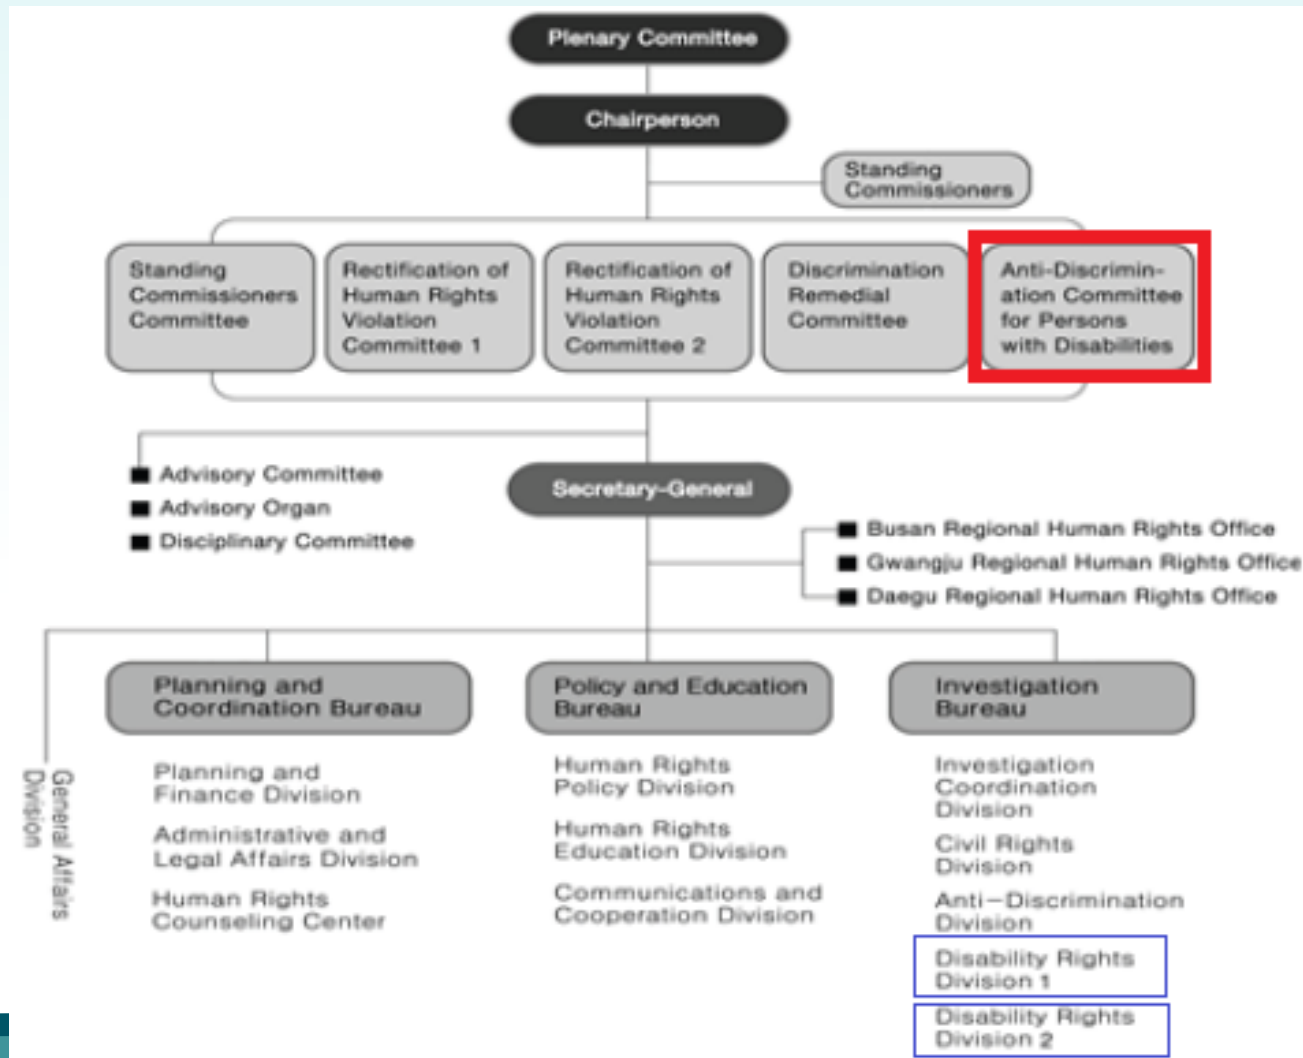 Plenary Committee
Chairperson
Standing
Commissioners
Standing
Commissioners
Committee
Rectification of
Human Rights
Violation
Committee 1
Rectification of
Human Rights
Violation
Committee 2
Discrimination
Remedial
Committee
Anti-Discrimin-
ation Committee
for Persons
with Disabilities
Advisory Committee
Advisory Organ
Disciplinary Committee
Secretary-General
Busan Regional Human Rights Office
Gwangju Regional Human Rights Office
Daegu Regional Human Rights Office
General Affairs
Division
Planning and
Coordination Bureau
Planning and
Finance Division
Administrative and
Legal Affairs Division
Human Rights
Counseling Center
Policy and Education
Bureau
Human Rights
Policy Division
Human Rights
Education Division
Communications and
Cooperation Division
Investigation
Bureau
Investigation
Coordination
Division
Civil Rights
Division
Anti-Discrimination
Division
Disability Rights
Division 1
Disability Rights
Division 2